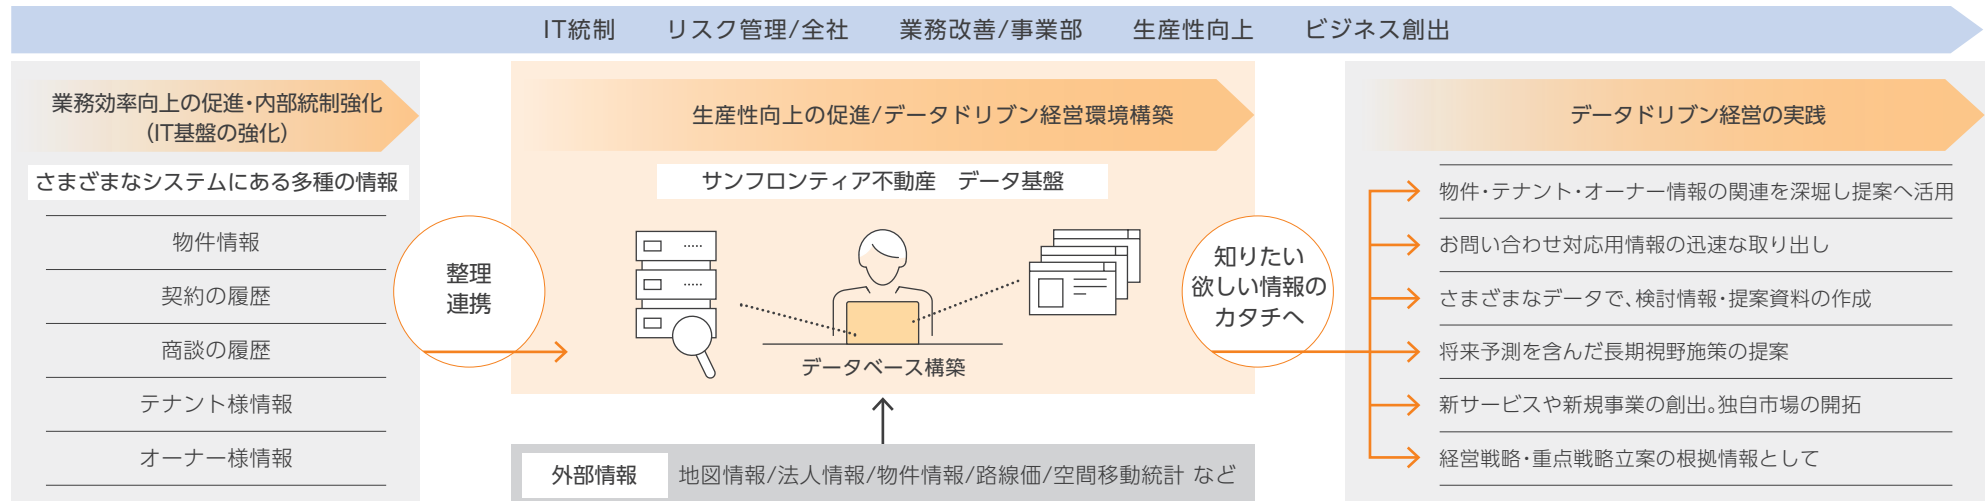 IT統制　リスク管理/全社　業務改善/事業部　生産性向上　ビジネス創出
業務効率向上の促進・内部統制強化
(IT基盤の強化)
さまざまなシステムにある多種の情報
物件情報
契約の履歴
商談の履歴
テナント様情報
オーナー様情報
整理
連携
生産性向上の促進/データドリブン経営環境構築
サンフロンティア不動産　データ基盤
データベース構築
外部情報　地図情報/法人情報/物件情報/路線価/空間移動統計 など
知りたい
欲しい情報の
カタチへ
データドリブン経営の実践
物件・テナント・オーナー情報の関連を深堀し提案へ活用
お問い合わせ対応用情報の迅速な取り出し
さまざまなデータで、検討情報・提案資料の作成
将来予測を含んだ長期視野施策の提案
新サービスや新規事業の創出。独自市場の開拓
経営戦略・重点戦略立案の根拠情報として